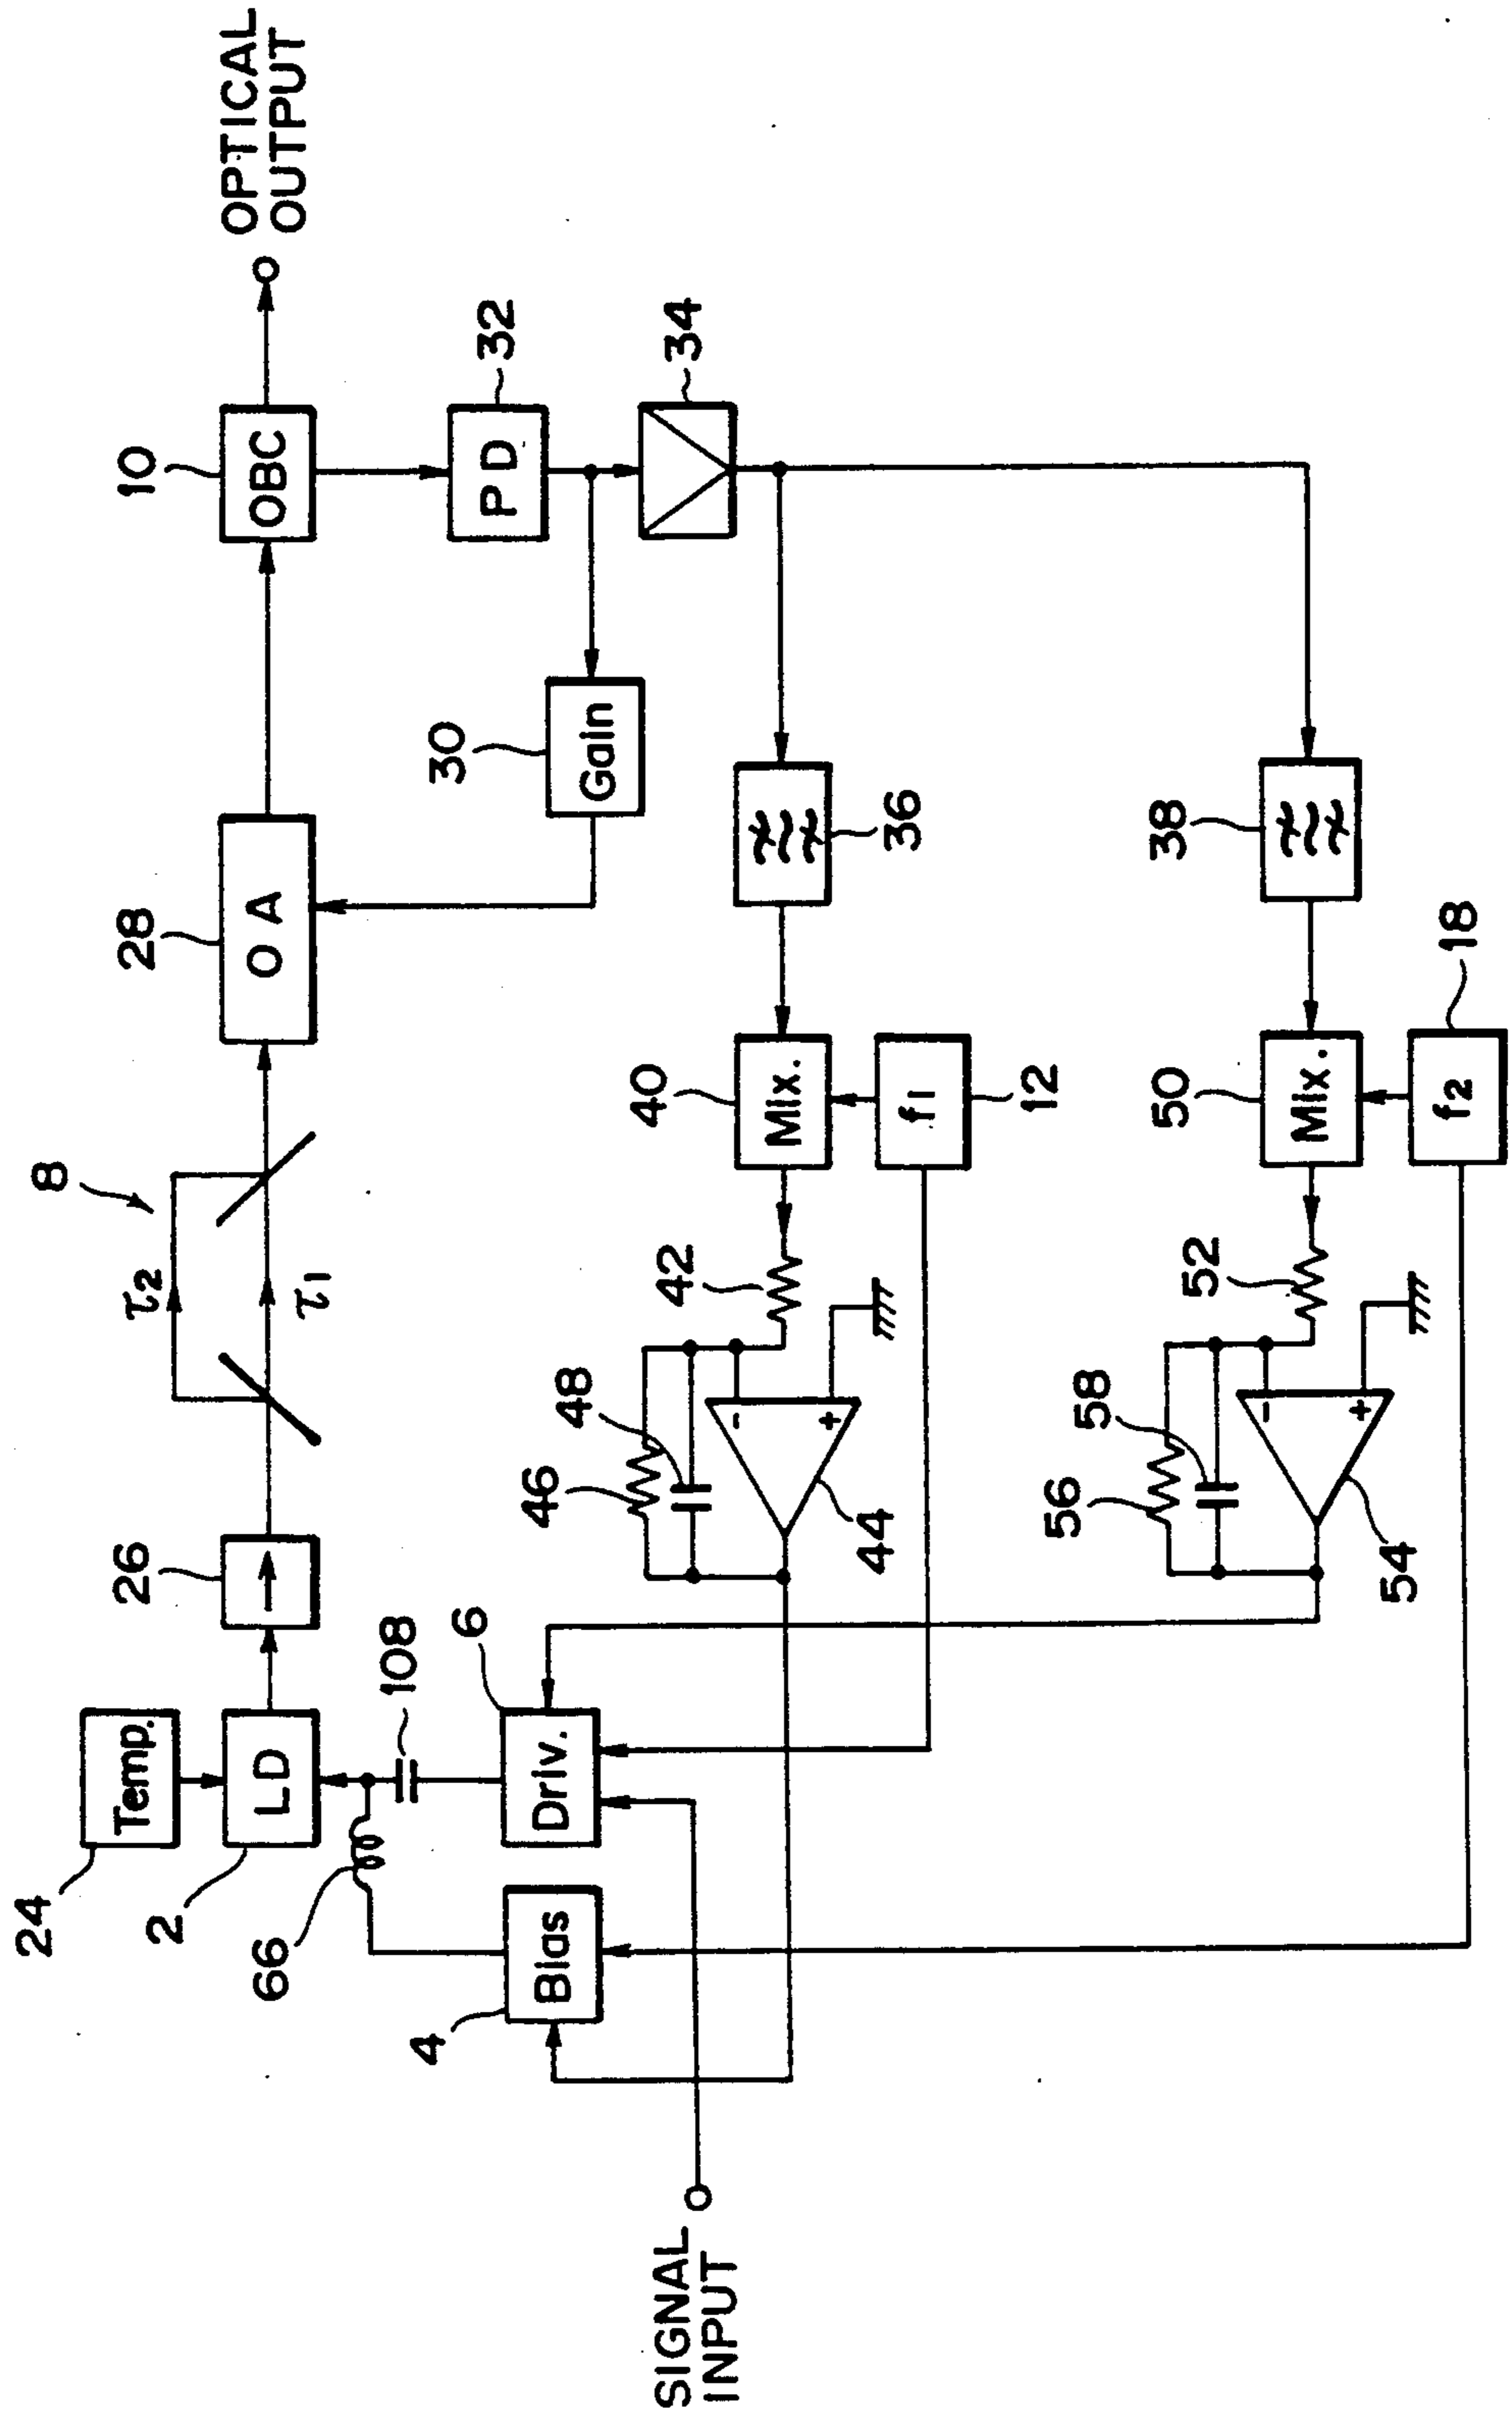 24
Temp.
2
LD
26
8
τ2
τ1
28
OA
10
OBC
OPTICAL
OUTPUT
66
108
4
Bias
6
Driv.
30
Gain
32
PD
34
46
48
42
40
Mix.
36
-
+
44
f1
12
SIGNAL
INPUT
56
58
52
50
Mix.
38
-
+
54
f2
18